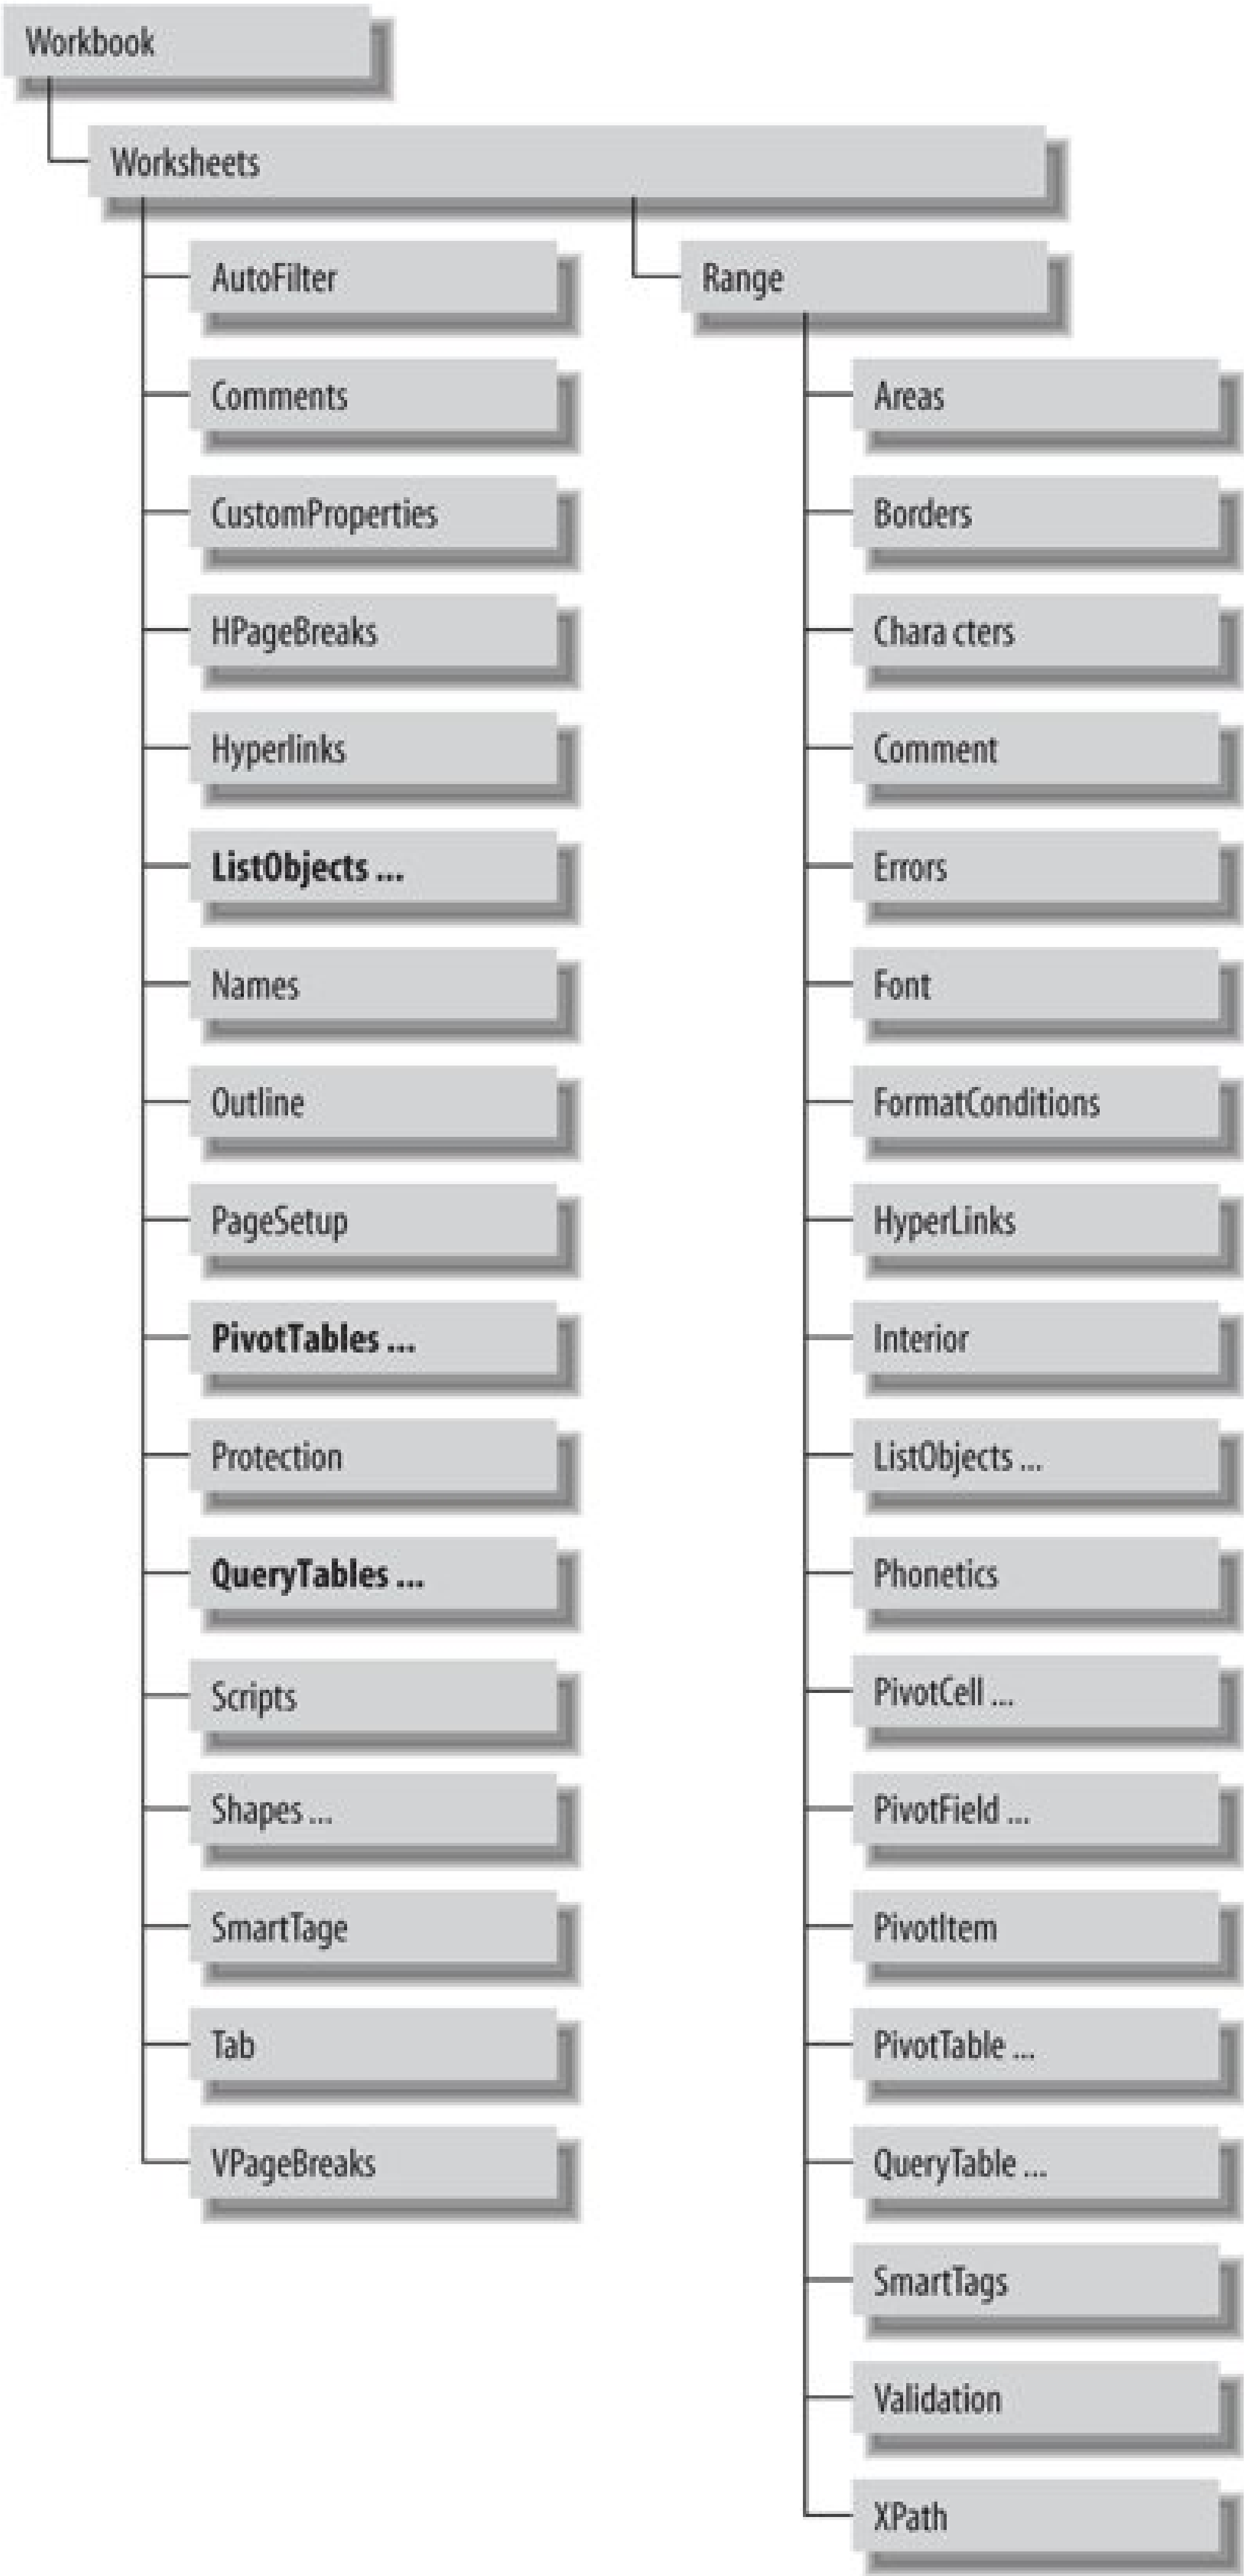 Workbook
Worksheets
AutoFilter
Comments
CustomProperties
HPageBreaks
Hyperlinks
ListObjects ...
Names
Outline
PageSetup
PivotTables ...
Protection
QueryTables ...
Scripts
Shapes ...
SmartTage
Tab
VPageBreaks
Range
Areas
Borders
Chara cters
Comment
Errors
Font
FormatConditions
HyperLinks
Interior
ListObjects ...
Phonetics
PivotCell ...
PivotField ...
PivotItem
PivotTable ...
QueryTable ...
SmartTags
Validation
XPath